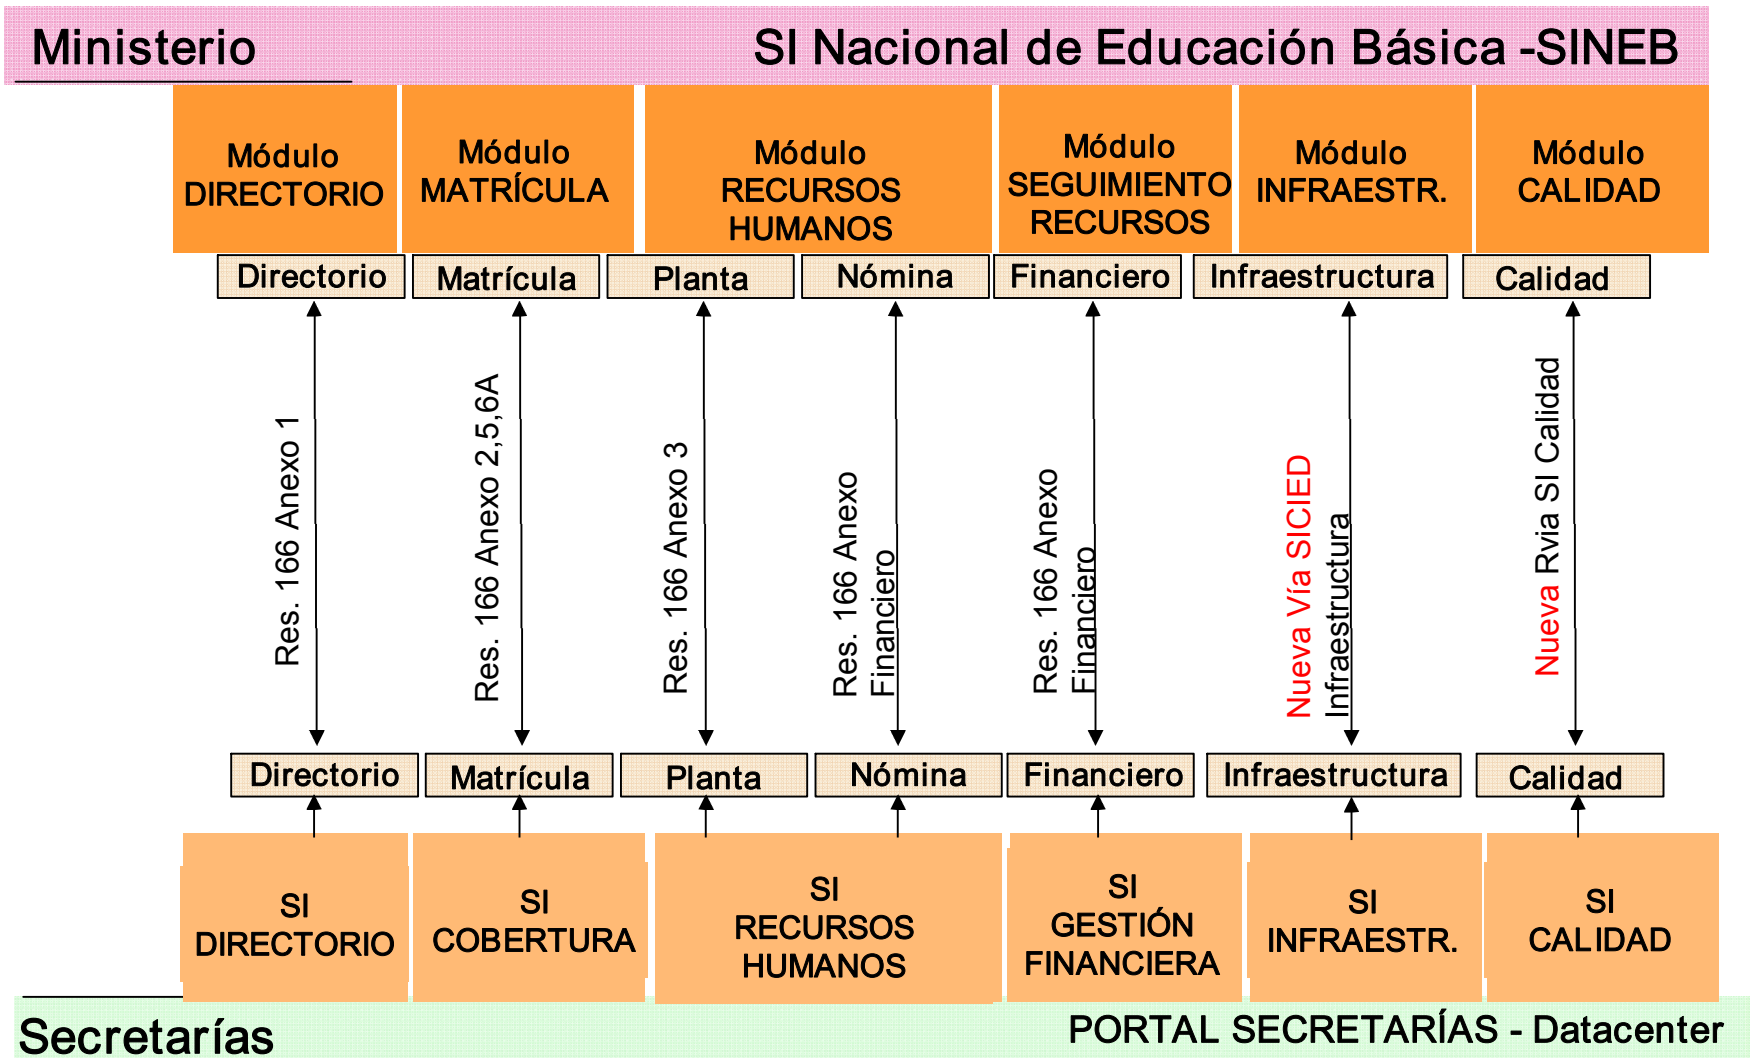 Ministerio
SI Nacional de Educación Básica -SINEB
Módulo
DIRECTORIO
Módulo
MATRÍCULA
Módulo
RECURSOS
HUMANOS
Módulo
SEGUIMIENTO
RECURSOS
Módulo
INFRAESTR.
Módulo
CALIDAD
Directorio
Matrícula
Planta
Nómina
Financiero
Infraestructura
Calidad
Res. 166 Anexo 1
Res. 166 Anexo 2,5,6A
Res. 166 Anexo 3
Res. 166 Anexo
Financiero
Res. 166 Anexo
Financiero
Nueva Vía SICIED
Infraestructura
Nueva Rvia SI Calidad
Directorio
Matrícula
Planta
Nómina
Financiero
Infraestructura
Calidad
SI
DIRECTORIO
SI
COBERTURA
SI
RECURSOS
HUMANOS
SI
GESTIÓN
FINANCIERA
SI
INFRAESTR.
SI
CALIDAD
Secretarías
PORTAL SECRETARÍAS - Datacenter